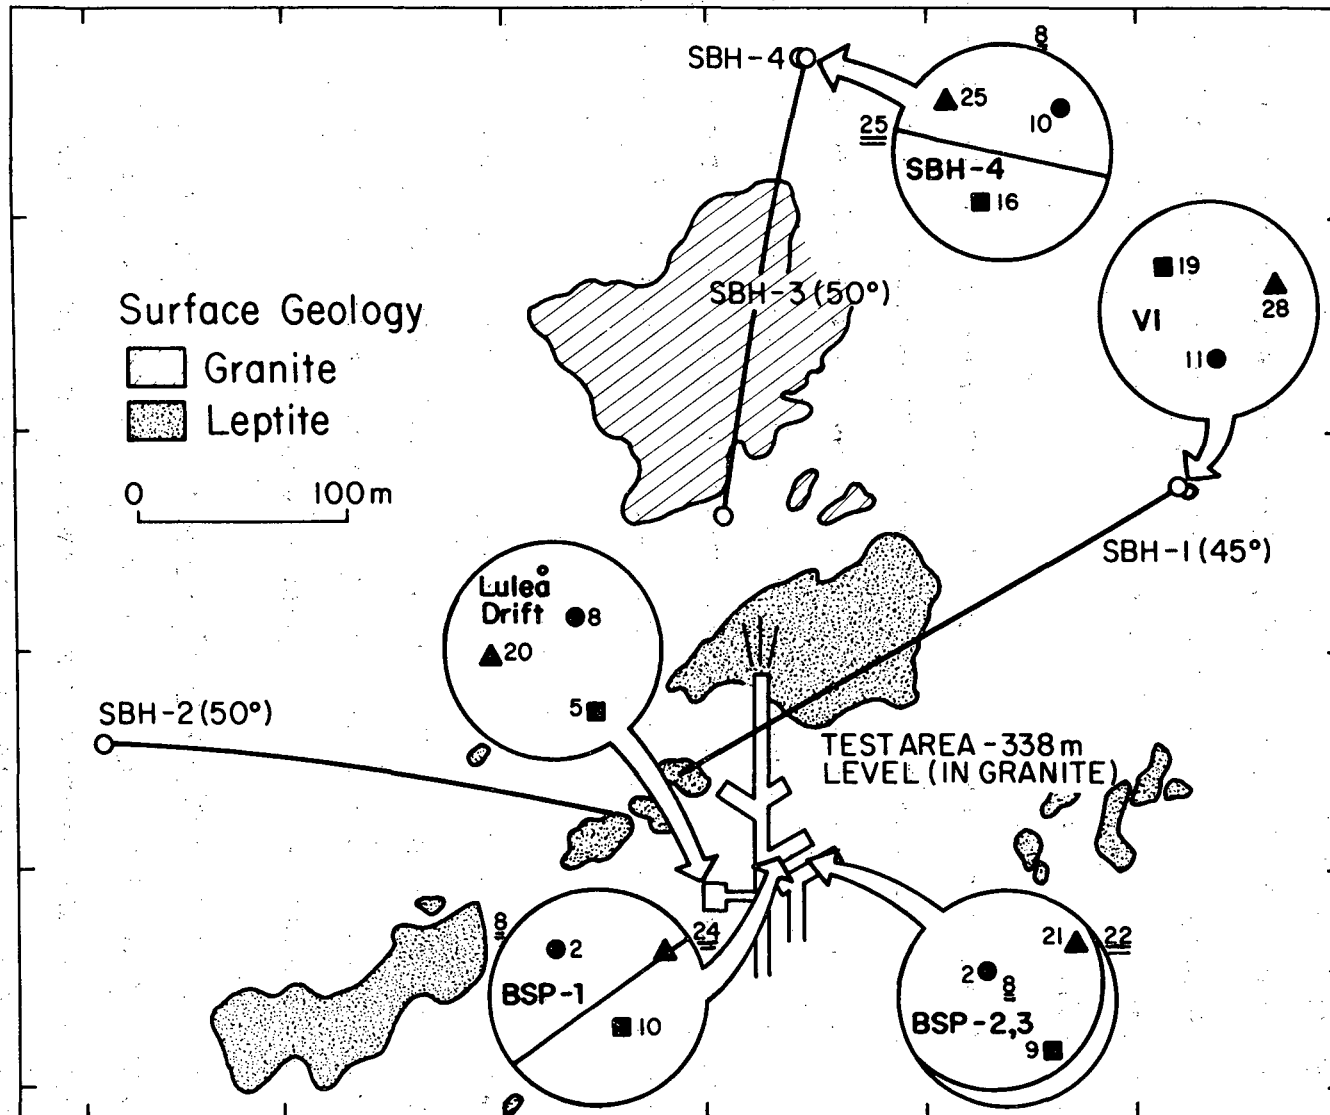 SBH-4
8
25
10
25
SBH-4
16
19
28
VI
11
SBH-3 (50°)
Surface Geology
Granite
Leptite
0
100m
SBH-1 (45°)
Luleå
Drift
8
20
5
SBH-2 (50°)
TEST AREA -338m
LEVEL (IN GRANITE)
8
2
24
BSP-1
10
21
22
2
8
BSP-2,3
9